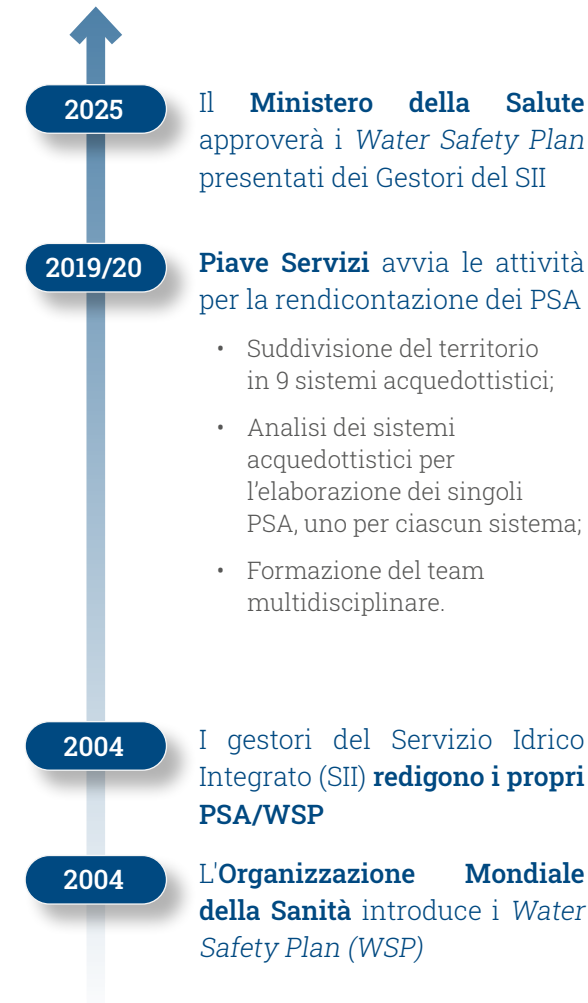 2025
Il Ministero della Salute
approverà i Water Safety Plan
presentati dei Gestori del SII
2019/20
Piave Servizi avvia le attività
per la rendicontazione dei PSA
• Suddivisione del territorio
in 9 sistemi acquedottistici;
• Analisi dei sistemi
acquedottistici per
l'elaborazione dei singoli
PSA, uno per ciascun sistema;
• Formazione del team
multidisciplinare.
2004
I gestori del Servizio Idrico
Integrato (SII) redigono i propri
PSA/WSP
2004
L'Organizzazione Mondiale
della Sanità introduce i Water
Safety Plan (WSP)